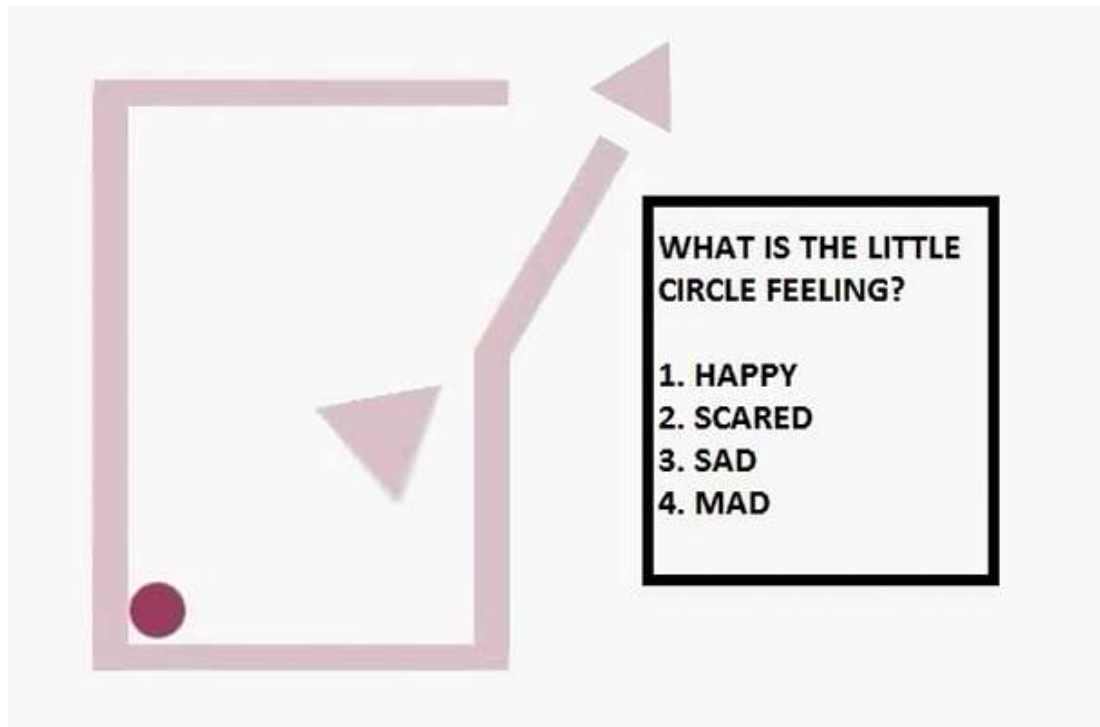 WHAT IS THE LITTLE
CIRCLE FEELING?
1. HAPPY
2. SCARED
3. SAD
4. MAD